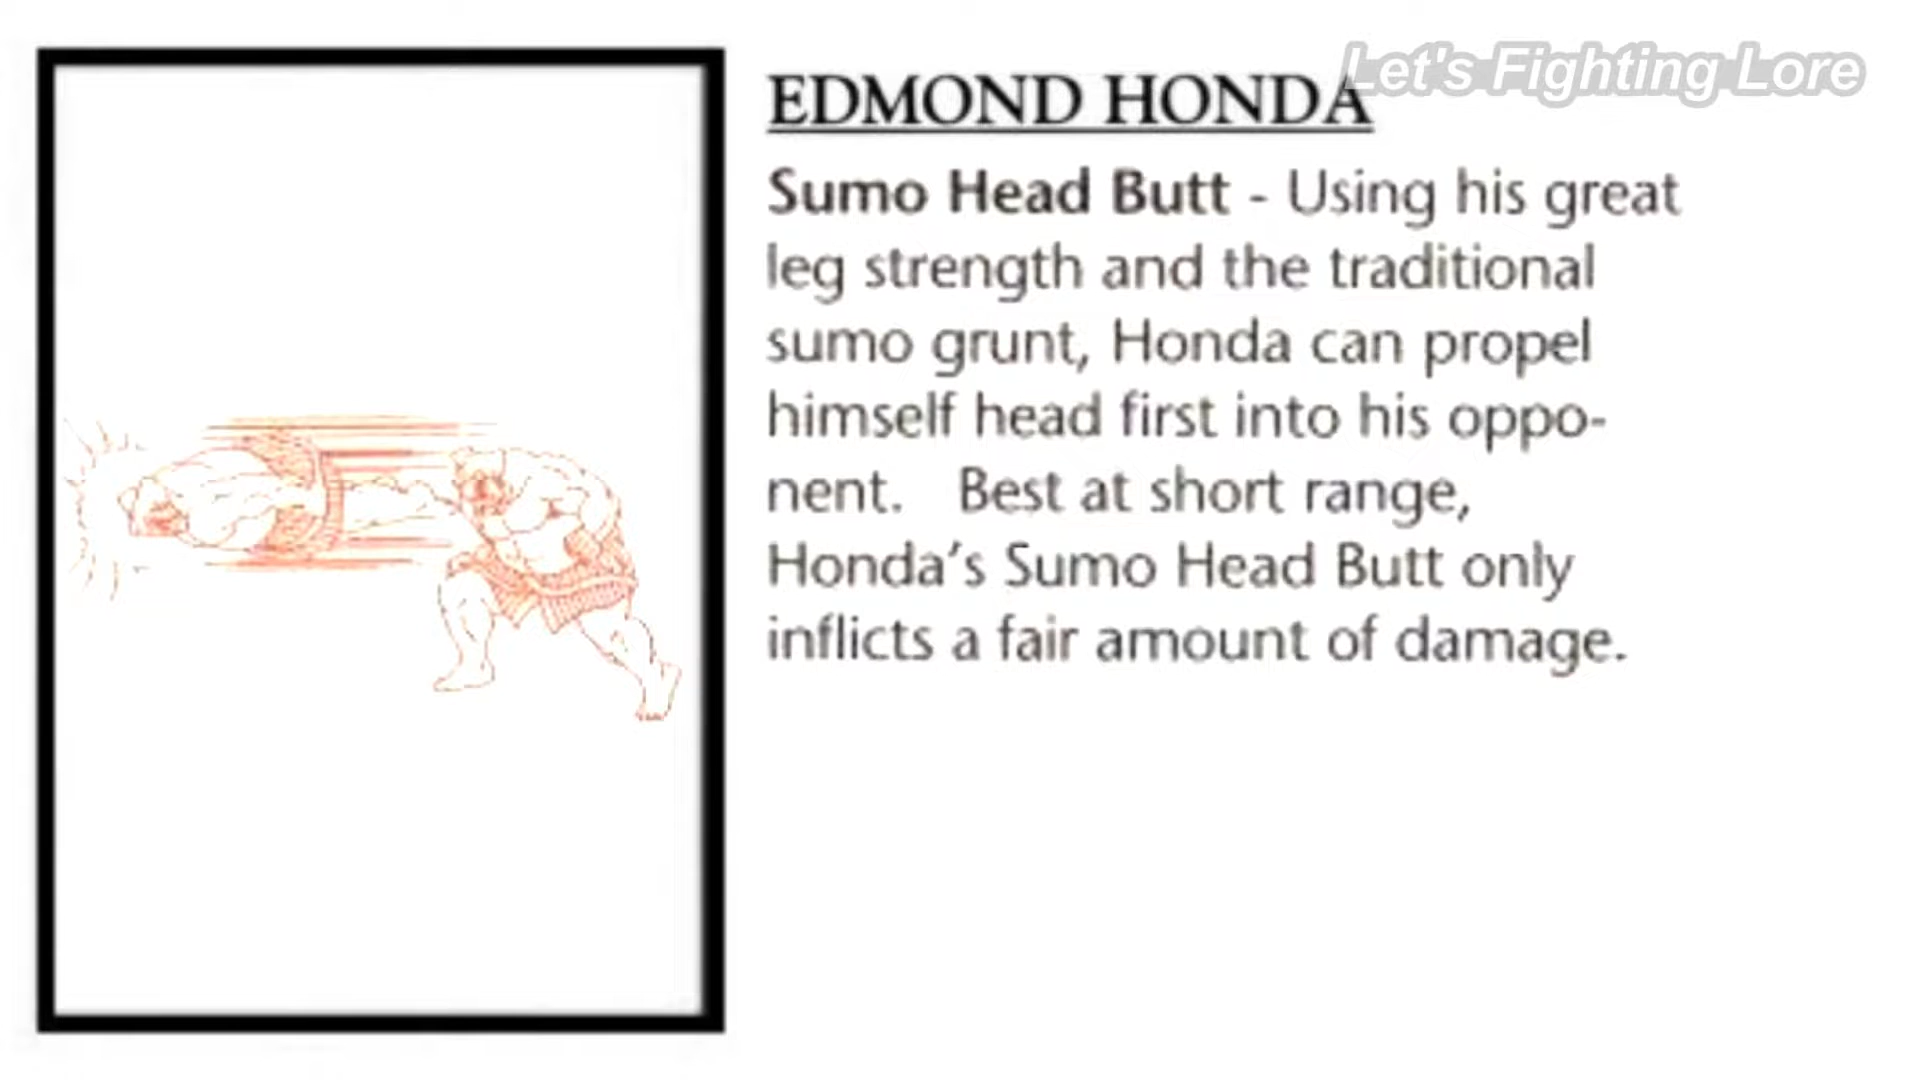 Let's Fighting Lore
EDMOND HONDA
Sumo Head Butt - Using his great
leg strength and the traditional
sumo grunt, Honda can propel
himself head first into his oppo-
nent. Best at short range,
Honda's Sumo Head Butt only
inflicts a fair amount of damage.